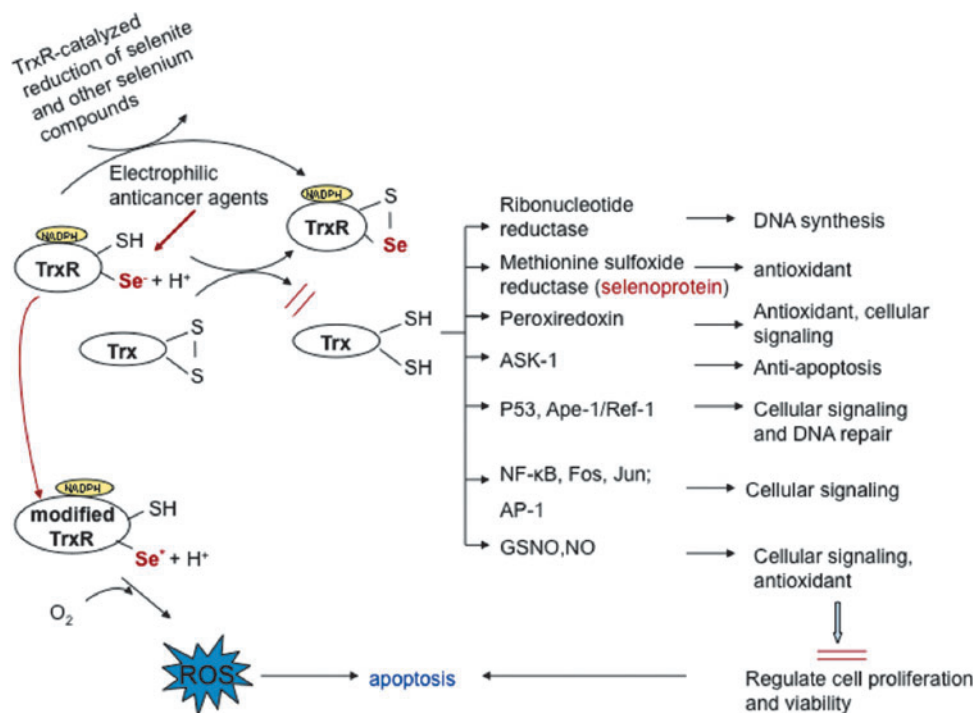 TrxR-catalyzed
reduction of selenite
and other selenium
compounds
Electrophilic
anticancer agents
NADPH
TrxR
SH
Se⁻ + H⁺
NADPH
TrxR
S
Se
Trx
S
S
Trx
SH
SH
Ribonucleotide
reductase
DNA synthesis
Methionine sulfoxide
reductase (selenoprotein)
antioxidant
Peroxiredoxin
Antioxidant, cellular
signaling
ASK-1
Anti-apoptosis
P53, Ape-1/Ref-1
Cellular signaling
and DNA repair
NF-κB, Fos, Jun;
AP-1
Cellular signaling
GSNO,NO
Cellular signaling,
antioxidant
NADPH
modified
TrxR
SH
Se* + H⁺
O₂
ROS
apoptosis
Regulate cell proliferation
and viability